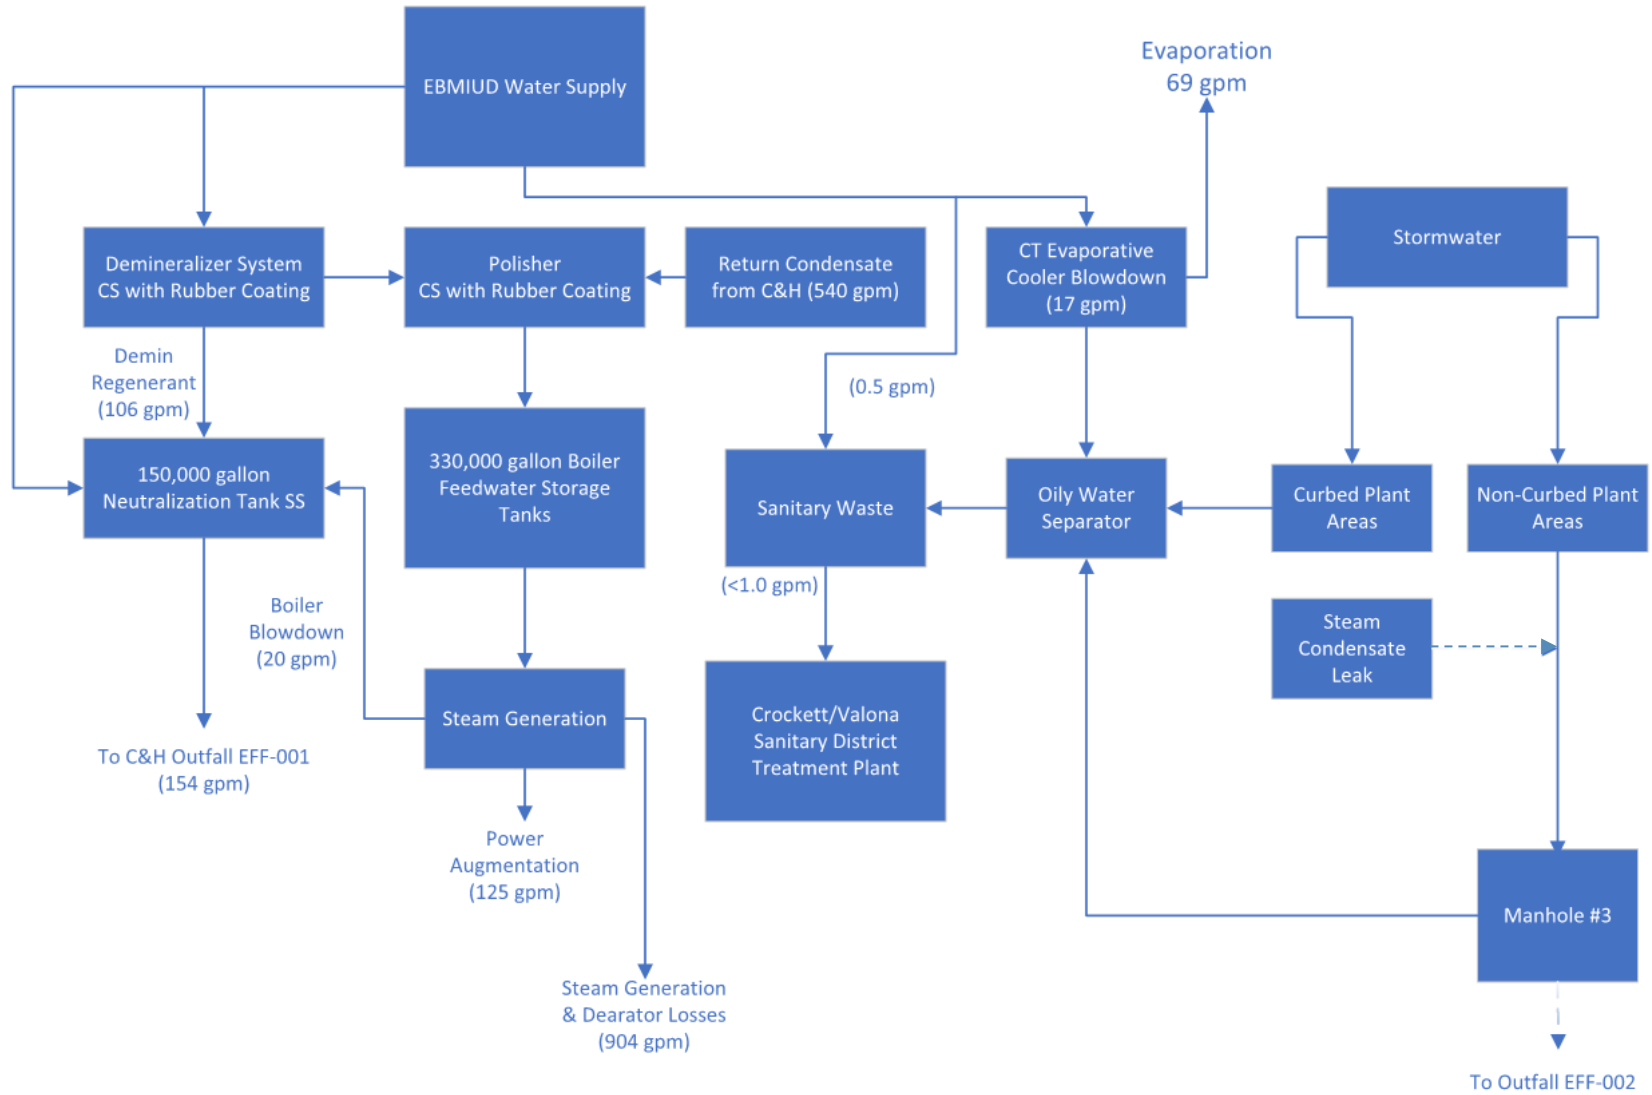 EBMIUD Water Supply
Evaporation
69 gpm
Stormwater
Demineralizer System
CS with Rubber Coating
Polisher
CS with Rubber Coating
Return Condensate
from C&H (540 gpm)
CT Evaporative
Cooler Blowdown
(17 gpm)
Demin
Regenerant
(106 gpm)
(0.5 gpm)
150,000 gallon
Neutralization Tank SS
330,000 gallon Boiler
Feedwater Storage
Tanks
Sanitary Waste
Oily Water
Separator
Curbed Plant
Areas
Non-Curbed Plant
Areas
(<1.0 gpm)
Boiler
Blowdown
(20 gpm)
Steam
Condensate
Leak
Steam Generation
Crockett/Valona
Sanitary District
Treatment Plant
To C&H Outfall EFF-001
(154 gpm)
Power
Augmentation
(125 gpm)
Manhole #3
Steam Generation
& Dearator Losses
(904 gpm)
To Outfall EFF-002